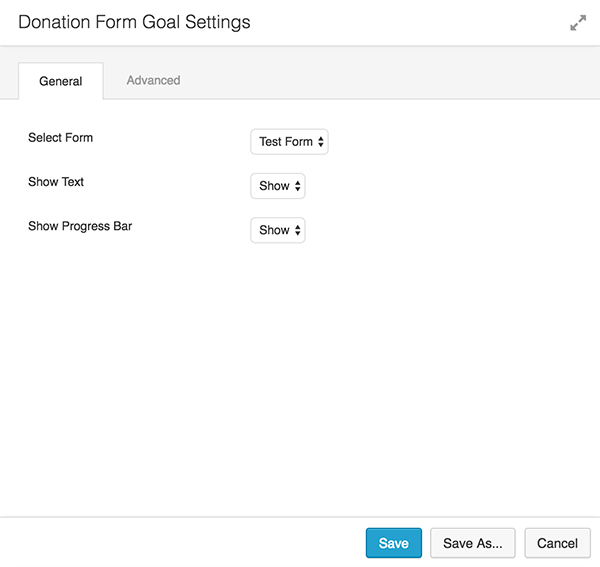 Donation Form Goal Settings
General Advanced
Select Form Test Form
Show Text Show
Show Progress Bar Show
Save Save As... Cancel